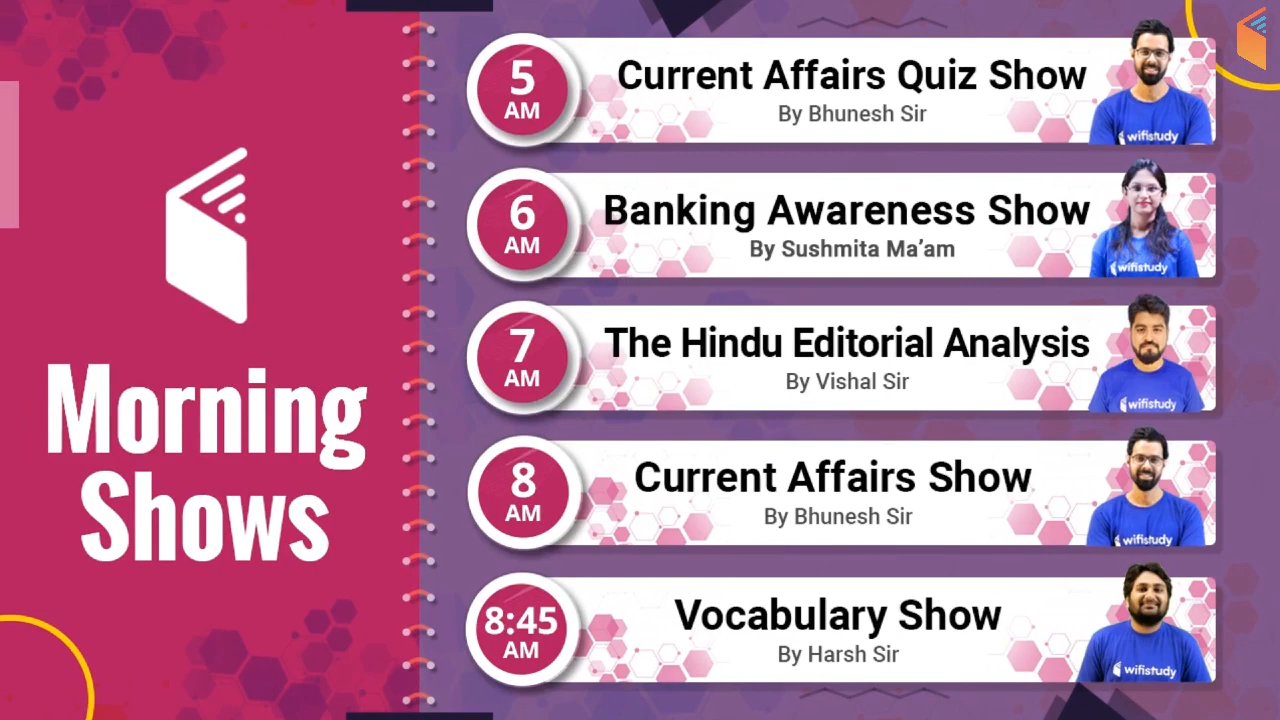 Morning
Shows
5
AM
Current Affairs Quiz Show
By Bhunesh Sir
wifistudy
6
AM
Banking Awareness Show
By Sushmita Ma’am
wifistudy
7
AM
The Hindu Editorial Analysis
By Vishal Sir
wifistudy
8
AM
Current Affairs Show
By Bhunesh Sir
wifistudy
8:45
AM
Vocabulary Show
By Harsh Sir
wifistudy